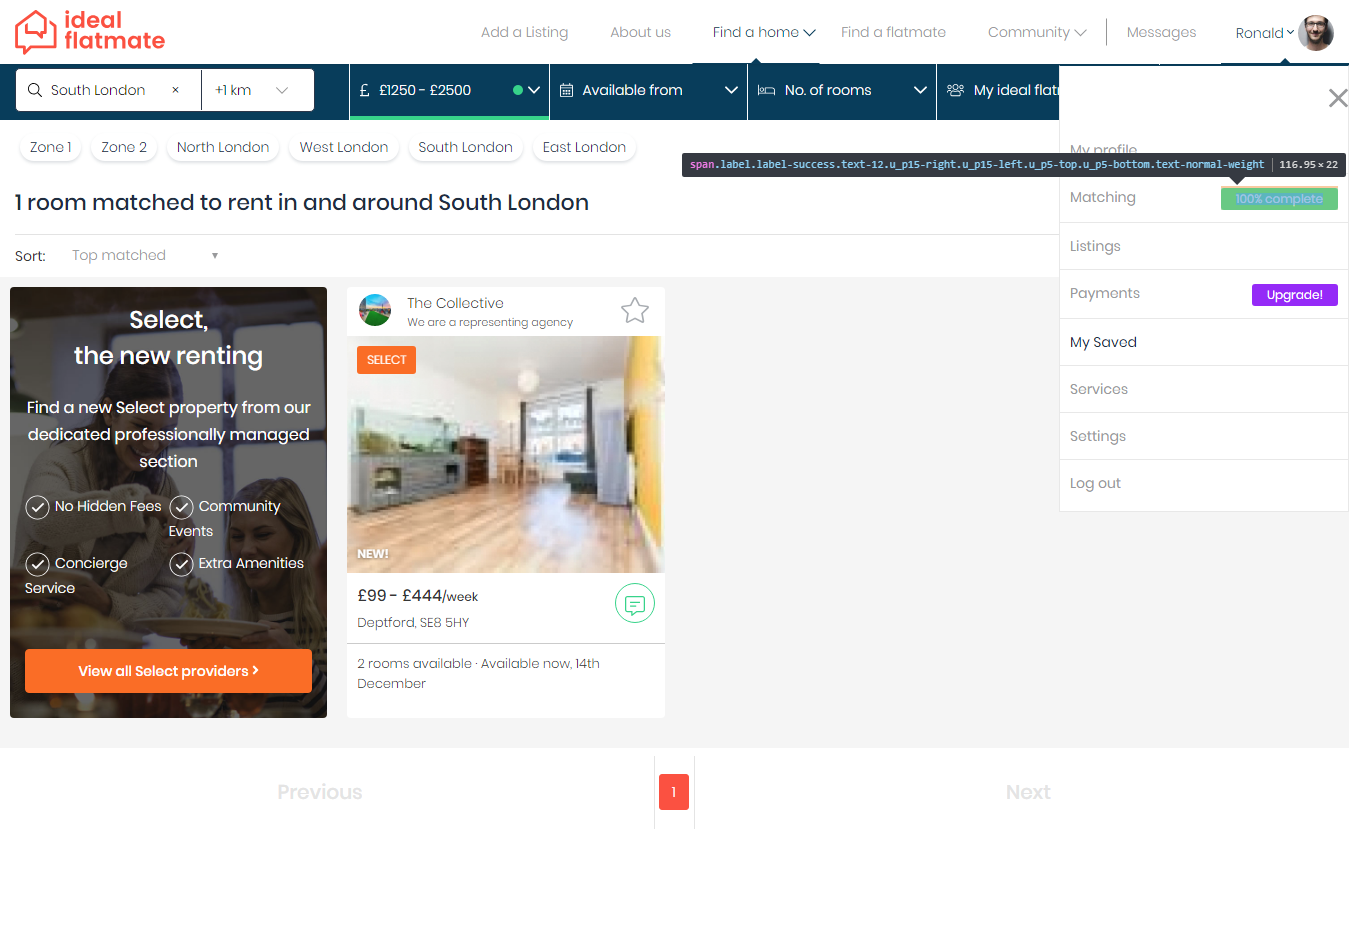 ideal
flatmate
Add a Listing
About us
Find a home
Find a flatmate
Community
Messages
Ronald
South London ×
+1 km
£ £1250 - £2500
Available from
No. of rooms
My ideal flatr
Zone 1
Zone 2
North London
West London
South London
East London
My profile
span.label.label-success.text-12.u_p15-right.u_p15-left.u_p5-top.u_p5-bottom.text-normal-weight | 116.95 × 22
Matching
100% complete
Listings
Payments
Upgrade!
My Saved
Services
Settings
Log out
1 room matched to rent in and around South London
Sort:
Top matched
Select,
the new renting
Find a new Select property from our
dedicated professionally managed
section
No Hidden Fees
Community
Events
Concierge
Service
Extra Amenities
View all Select providers
The Collective
We are a representing agency
SELECT
NEW!
£99 - £444/week
Deptford, SE8 5HY
2 rooms available · Available now, 14th
December
Previous
1
Next